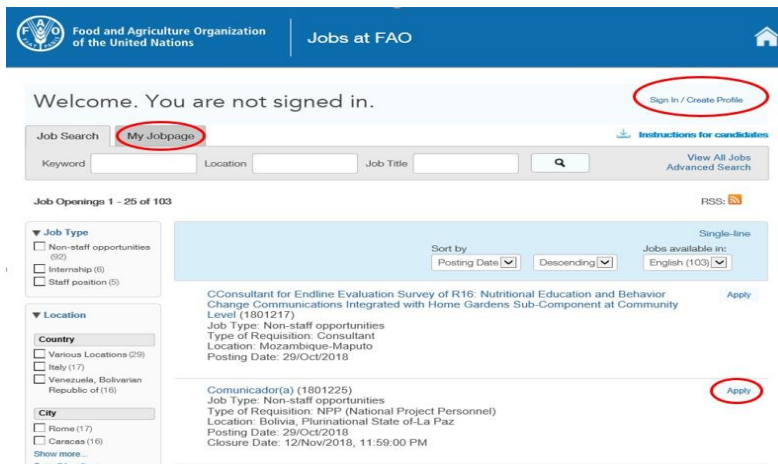 Food and Agriculture Organization
of the United Nations
Jobs at FAO
Welcome. You are not signed in.
Sign In / Create Profile
Job Search
My Jobpage
Instructions for candidates
Keyword
Location
Job Title
View All Jobs
Advanced Search
Job Openings 1 - 25 of 103
RSS:
Job Type
Non-staff opportunities
(92)
Internship (6)
Staff position (5)
Location
Country
Various Locations (29)
Italy (17)
Venezuela, Bolivarian
Republic of (16)
City
Rome (17)
Caracas (16)
Show more...
Single-line
Sort by
Jobs available in:
Posting Date
Descending
English (103)
CConsultant for Endline Evaluation Survey of R16: Nutritional Education and Behavior
Apply
Change Communications Integrated with Home Gardens Sub-Component at Community
Level (1801217)
Job Type: Non-staff opportunities
Type of Requisition: Consultant
Location: Mozambique-Maputo
Posting Date: 29/Oct/2018
Comunicador(a) (1801225)
Apply
Job Type: Non-staff opportunities
Type of Requisition: NPP (National Project Personnel)
Location: Bolivia, Plurinational State of-La Paz
Posting Date: 29/Oct/2018
Closure Date: 12/Nov/2018, 11:59:00 PM